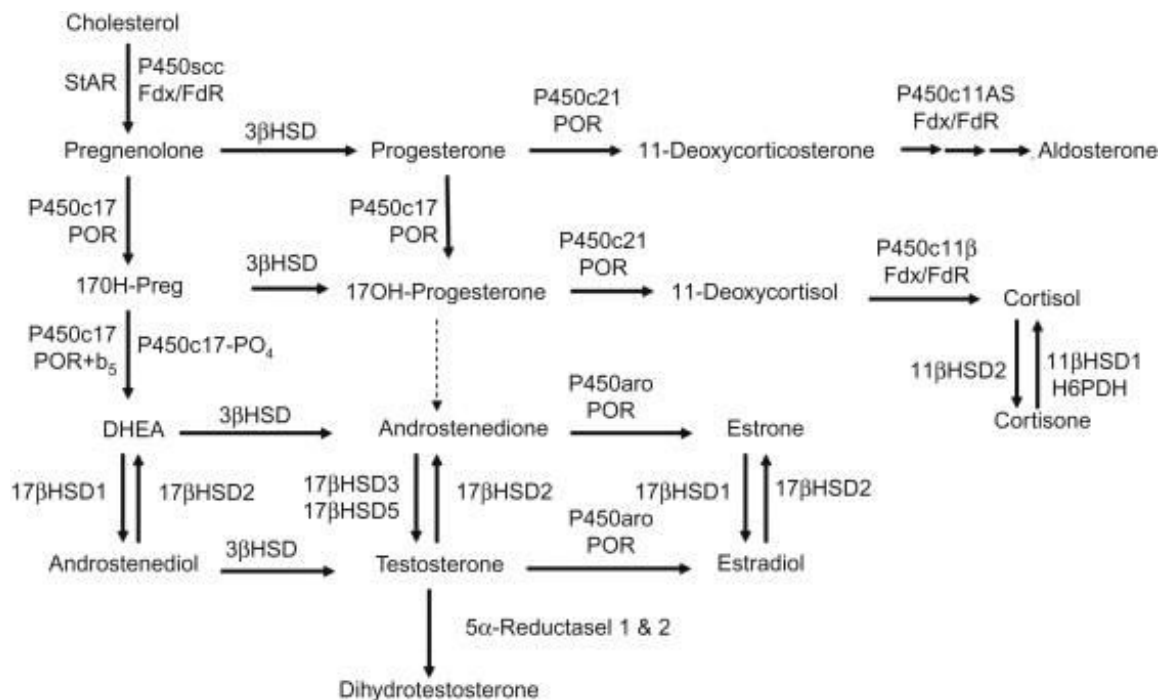 Cholesterol
StAR
P450scc
Fdx/FdR
3βHSD
P450c21
POR
P450c11AS
Fdx/FdR
Pregnenolone
Progesterone
11-Deoxycorticosterone
Aldosterone
P450c17
POR
P450c17
POR
3βHSD
P450c21
POR
P450c11β
Fdx/FdR
170H-Preg
17OH-Progesterone
11-Deoxycortisol
Cortisol
P450c17
POR+b5
P450c17-PO4
11βHSD2
11βHSD1
H6PDH
3βHSD
P450aro
POR
Cortisone
DHEA
Androstenedione
Estrone
17βHSD1
17βHSD2
17βHSD3
17βHSD5
17βHSD2
P450aro
POR
17βHSD1
17βHSD2
3βHSD
Androstenediol
Testosterone
Estradiol
5α-Reductasel 1 & 2
Dihydrotestosterone